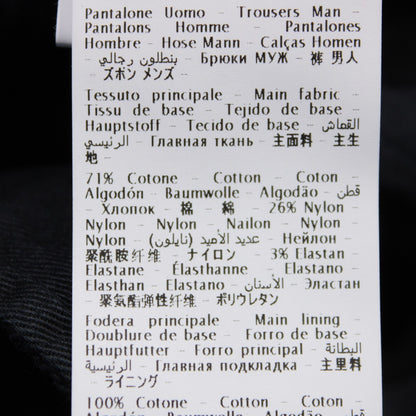 Pantalone Uomo - Trousers Man -
Pantalons Homme - Pantalones
Hombre - Hose Mann - Calças Homen
- بنطلون رجالي - Брюки МУЖ - 裤 男人
- ズボン メンズ -
Tessuto principale - Main fabric -
Tissu de base - Tejido de base -
Hauptstoff - Tecido de base - القماش
الرئيسي - Главная ткань - 主面料 - 主生
地 -
71% Cotone - Cotton - Coton -
Algodón - Baumwolle - Algodão - قطن
- Хлопок - 棉 - 綿 - 26% Nylon -
Nylon - Nylon - Nailon - Nylon -
Nylon - عديد الأميد (نايلون) - Нейлон -
聚酰胺纤维 - ナイロン - 3% Elastan -
Elastane - Élasthanne - Elastano -
Elasthan - Elastano - الأستان - Эластан
- 聚氨酯弹性纤维 - ポリウレタン
Fodera principale - Main lining -
Doublure de base - Forro de base -
Hauptfutter - Forro principal - البطانة
الرئيسية - Главная подкладка - 主里料
- ライニング -
100% Cotone - Cotton - Coton -
Algodón - Baumwolle - Algodão - قطن